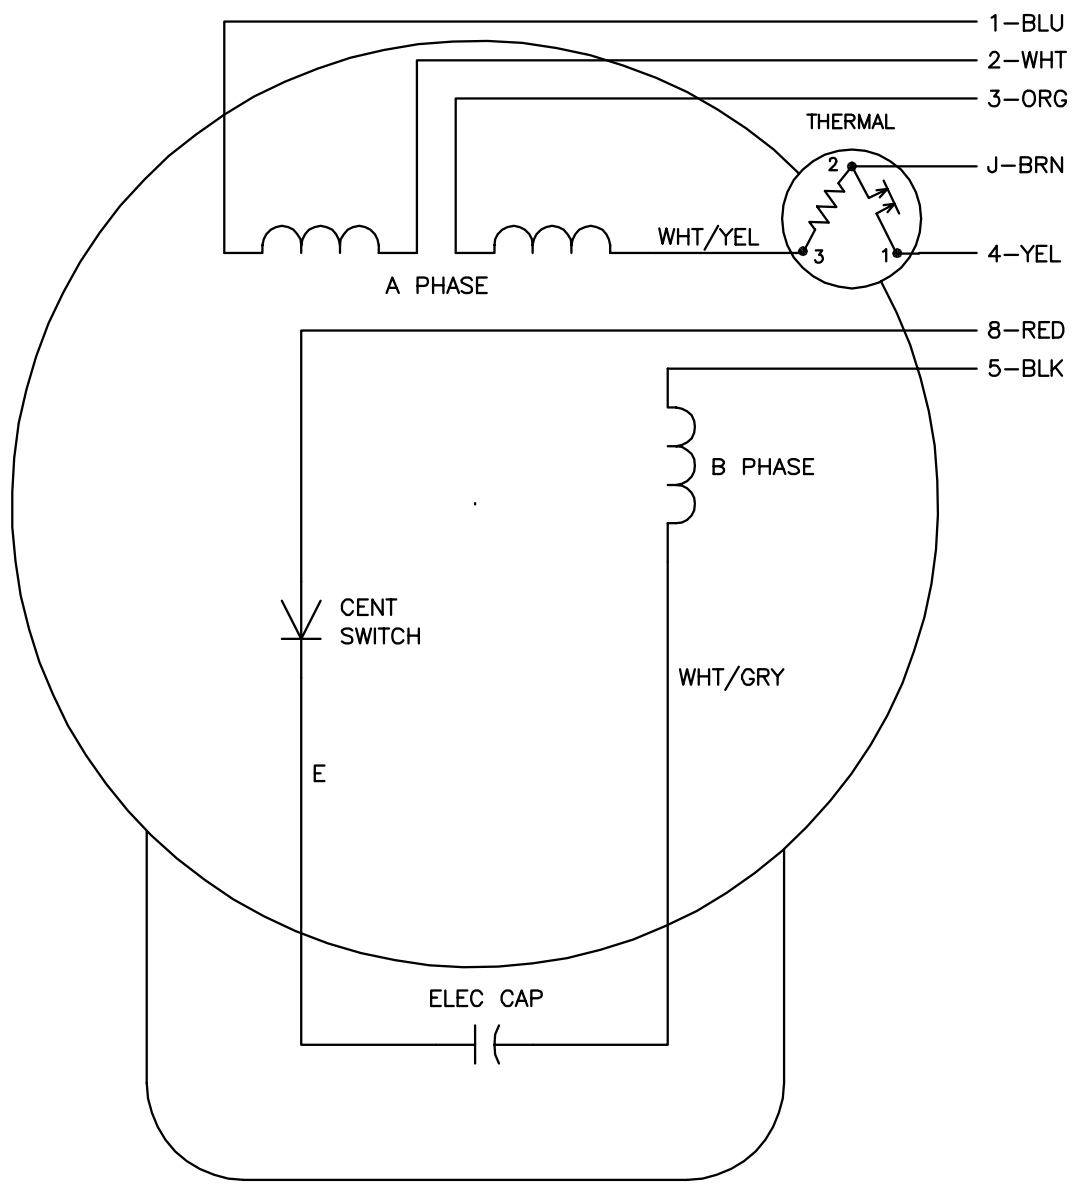 1-BLU
2-WHT
3-ORG
THERMAL
2
J-BRN
WHT/YEL
3
1
4-YEL
A PHASE
8-RED
5-BLK
B PHASE
CENT
SWITCH
WHT/GRY
E
ELEC CAP